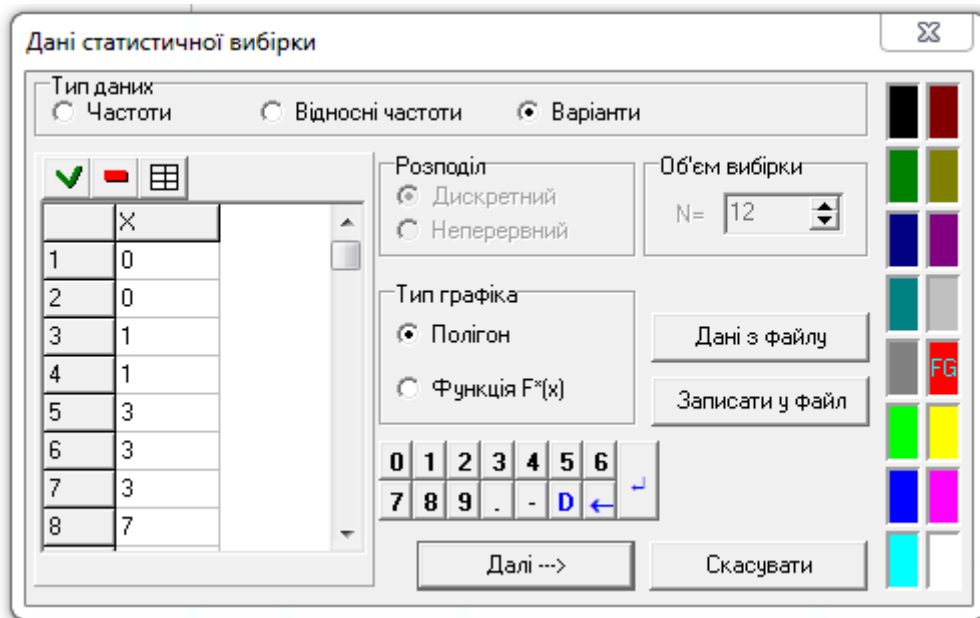 Дані статистичної вибірки
Тип даних
Частоти Відносні частоти Варіанти
X
1 0
2 0
3 1
4 1
5 3
6 3
7 3
8 7
Розподіл
Дискретний
Неперервний
Об'єм вибірки
N= 12
Тип графіка
Полігон
Функція F*(x)
Дані з файлу
Записати у файл
FG
0 1 2 3 4 5 6
7 8 9 . - D ← ↵
Далі --->
Скасувати